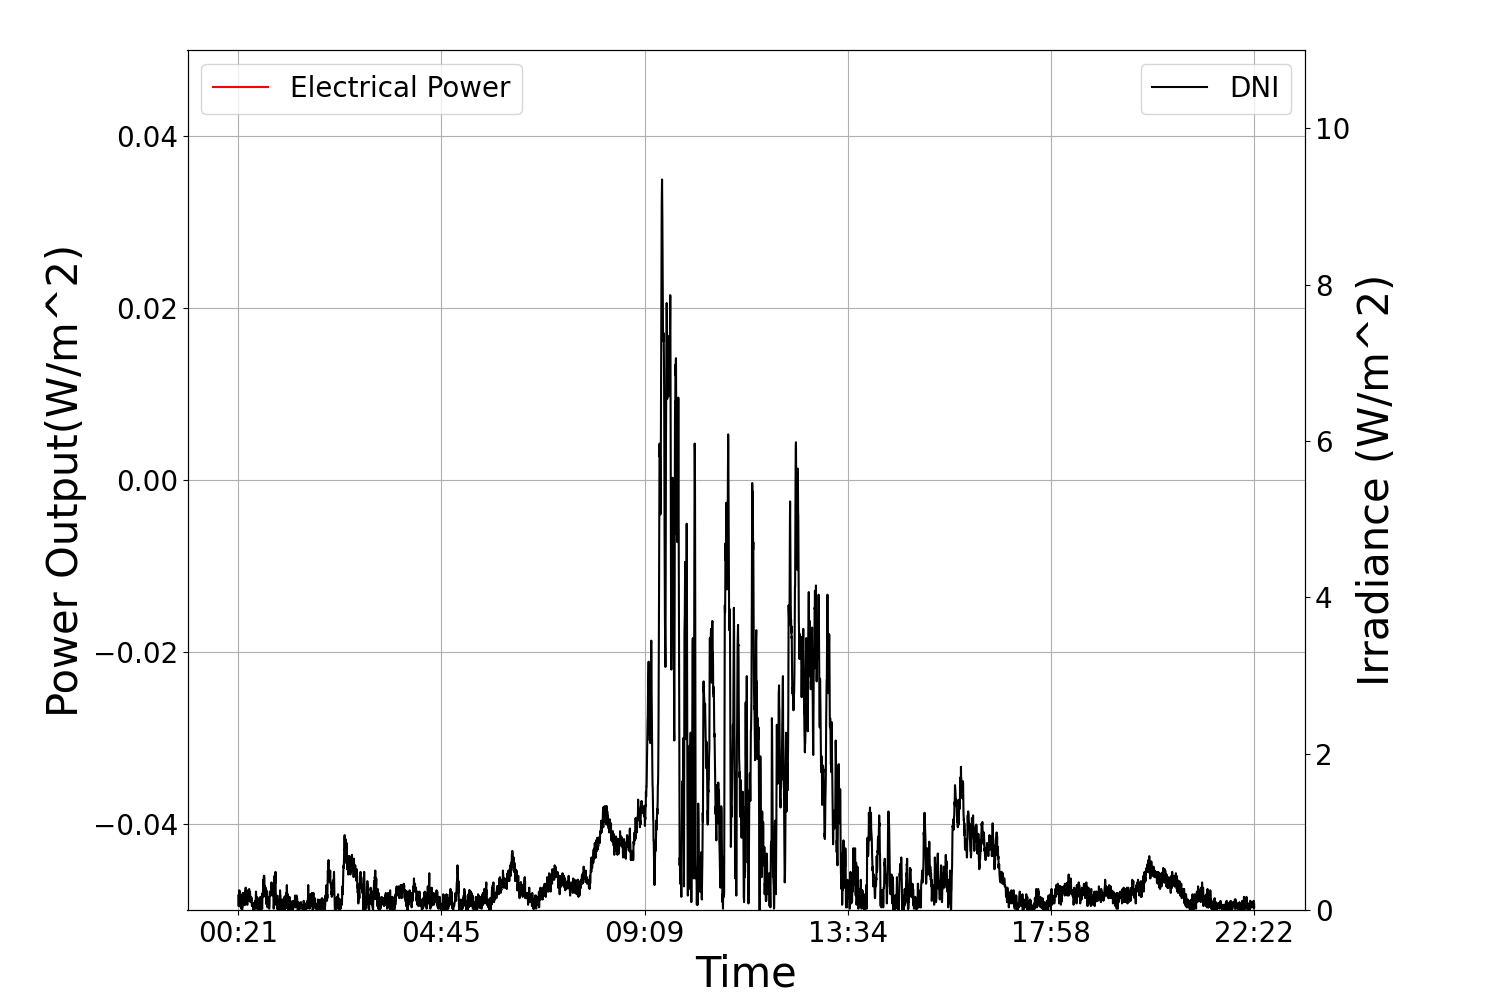 Electrical Power
DNI
0.04
0.02
0.00
−0.02
−0.04
Power Output(W/m^2)
10
8
6
4
2
0
Irradiance (W/m^2)
00:21 04:45 09:09 13:34 17:58 22:22
Time